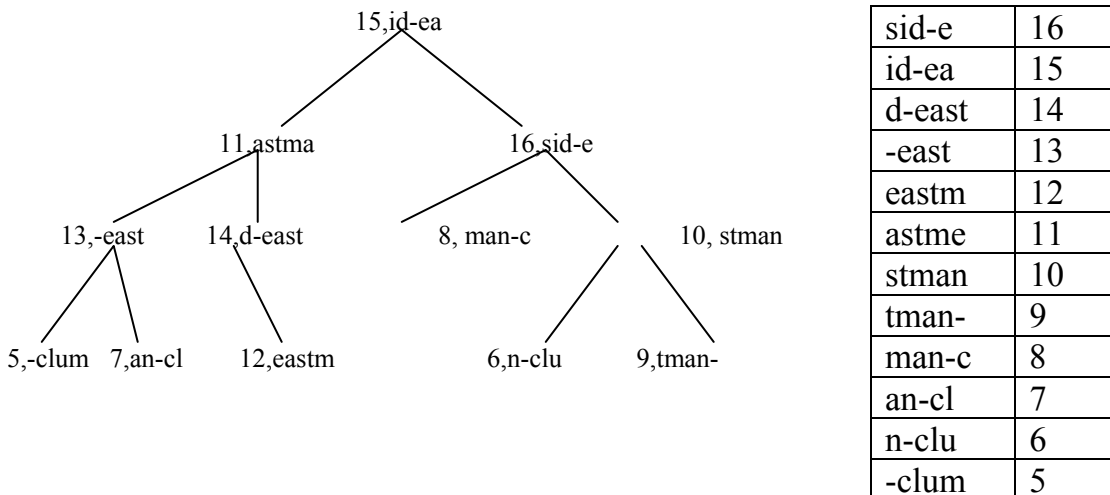 15,id-ea
11,astma
16,sid-e
13,-east
14,d-east
8, man-c
10, stman
5,-clum
7,an-cl
12,eastm
6,n-clu
9,tman-
sid-e 16
id-ea 15
d-east 14
-east 13
eastm 12
astme 11
stman 10
tman- 9
man-c 8
an-cl 7
n-clu 6
-clum 5